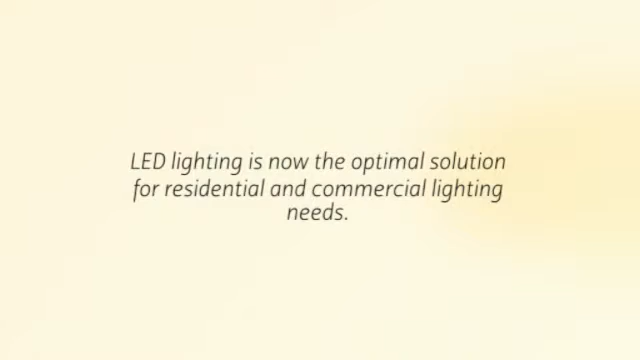 LED lighting is now the optimal solution
for residential and commercial lighting
needs.